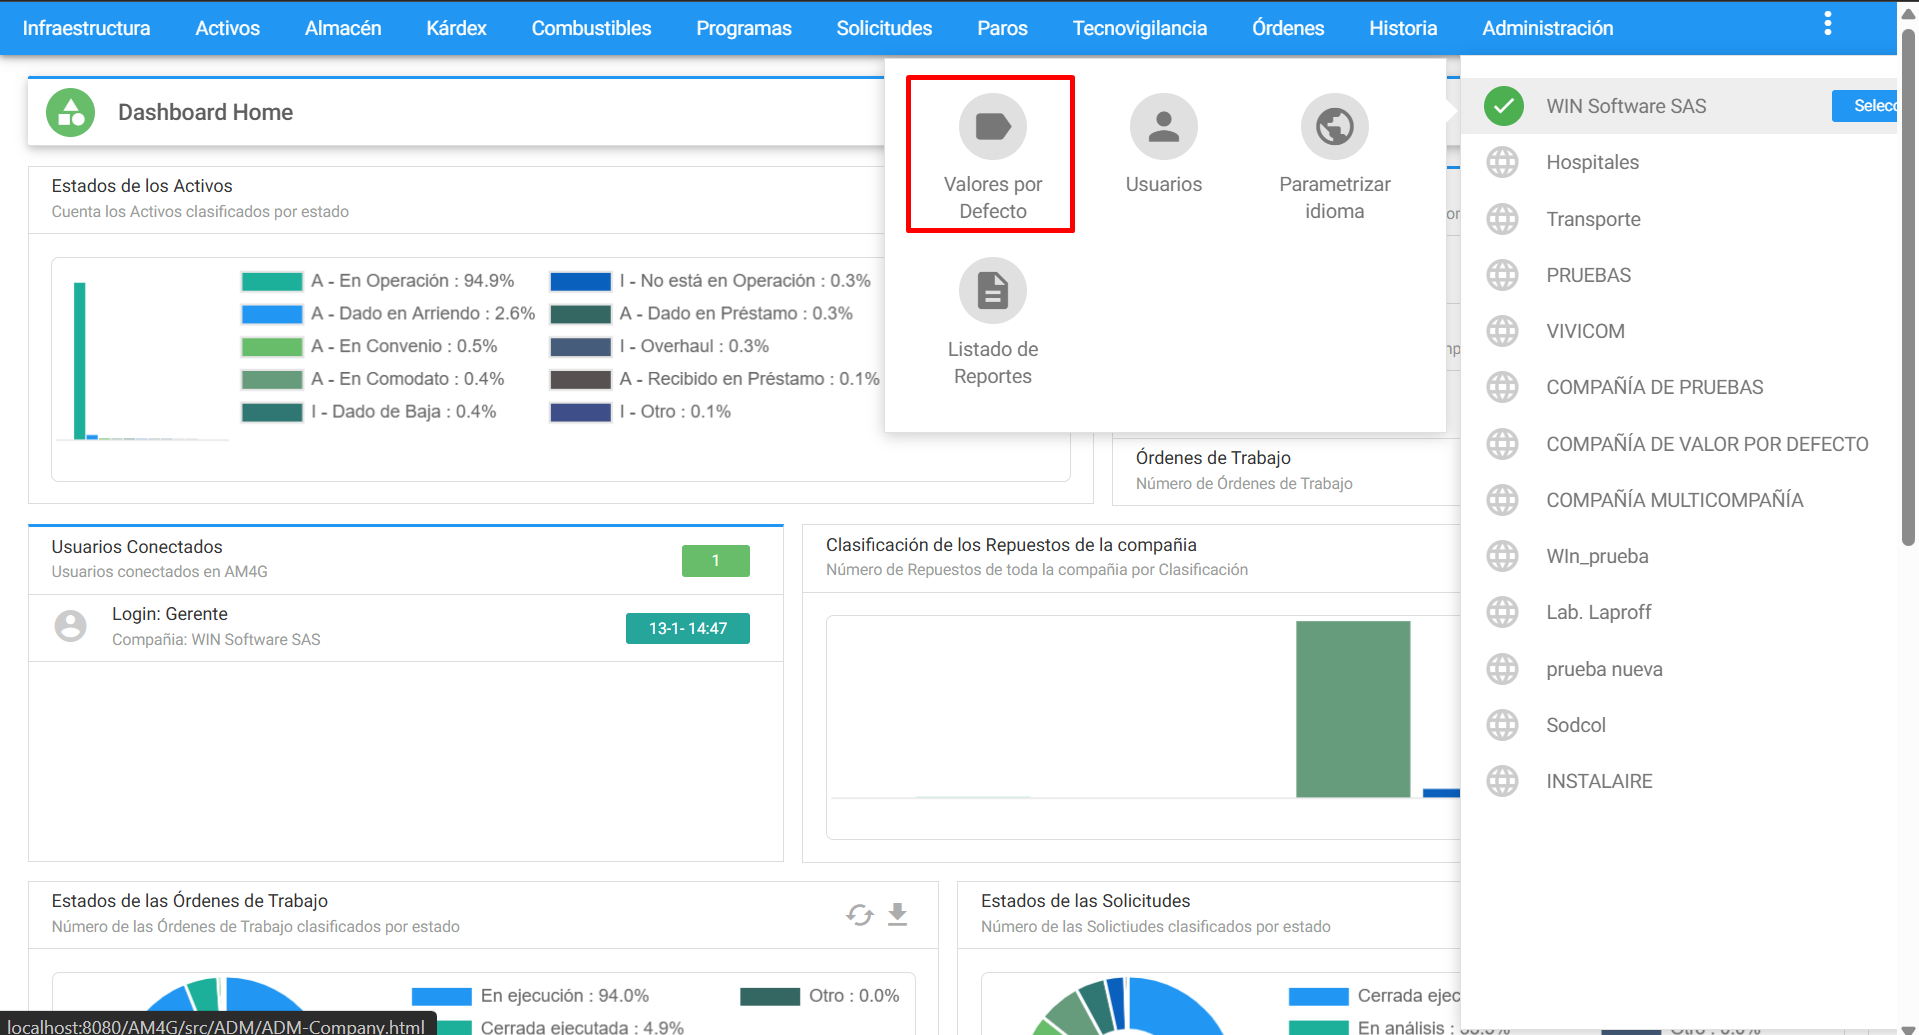 Infraestructura Activos Almacén Kárdex Combustibles Programas Solicitudes Paros Tecnovigilancia Órdenes Historia Administración
Dashboard Home
Valores por
Defecto
Usuarios
Parametrizar
idioma
Listado de
Reportes
WIN Software SAS
Hospitales
Transporte
PRUEBAS
VIVICOM
COMPAÑÍA DE PRUEBAS
COMPAÑÍA DE VALOR POR DEFECTO
COMPAÑÍA MULTICOMPAÑÍA
WIn_prueba
Lab. Laproff
prueba nueva
Sodcol
INSTALAIRE
Estados de los Activos
Cuenta los Activos clasificados por estado
A - En Operación : 94.9%
I - No está en Operación : 0.3%
A - Dado en Arriendo : 2.6%
A - Dado en Préstamo : 0.3%
A - En Convenio : 0.5%
I - Overhaul : 0.3%
A - En Comodato : 0.4%
A - Recibido en Préstamo : 0.1%
I - Dado de Baja : 0.4%
I - Otro : 0.1%
Órdenes de Trabajo
Número de Órdenes de Trabajo
Usuarios Conectados
Usuarios conectados en AM4G
1
Login: Gerente
Compañia: WIN Software SAS
13-1- 14:47
Clasificación de los Repuestos de la compañia
Número de Repuestos de toda la compañia por Clasificación
Estados de las Órdenes de Trabajo
Número de las Órdenes de Trabajo clasificados por estado
En ejecución : 94.0%
Otro : 0.0%
Cerrada ejecutada : 4.9%
Estados de las Solicitudes
Número de las Solictiudes clasificados por estado
Cerrada ejec
En análisis :
localhost:8080/AM4G/src/ADM/ADM-Company.html